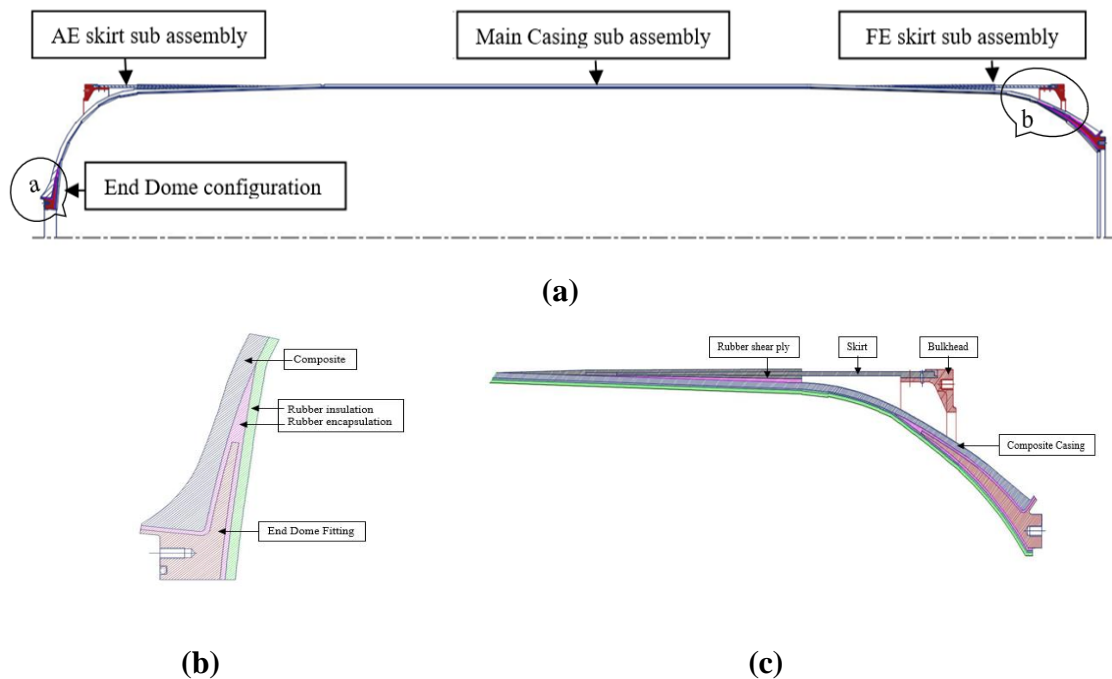 AE skirt sub assembly
Main Casing sub assembly
FE skirt sub assembly
a
End Dome configuration
b
(a)
Composite
Rubber insulation
Rubber encapsulation
End Dome Fitting
Rubber shear ply
Skirt
Bulkhead
Composite Casing
(b)
(c)